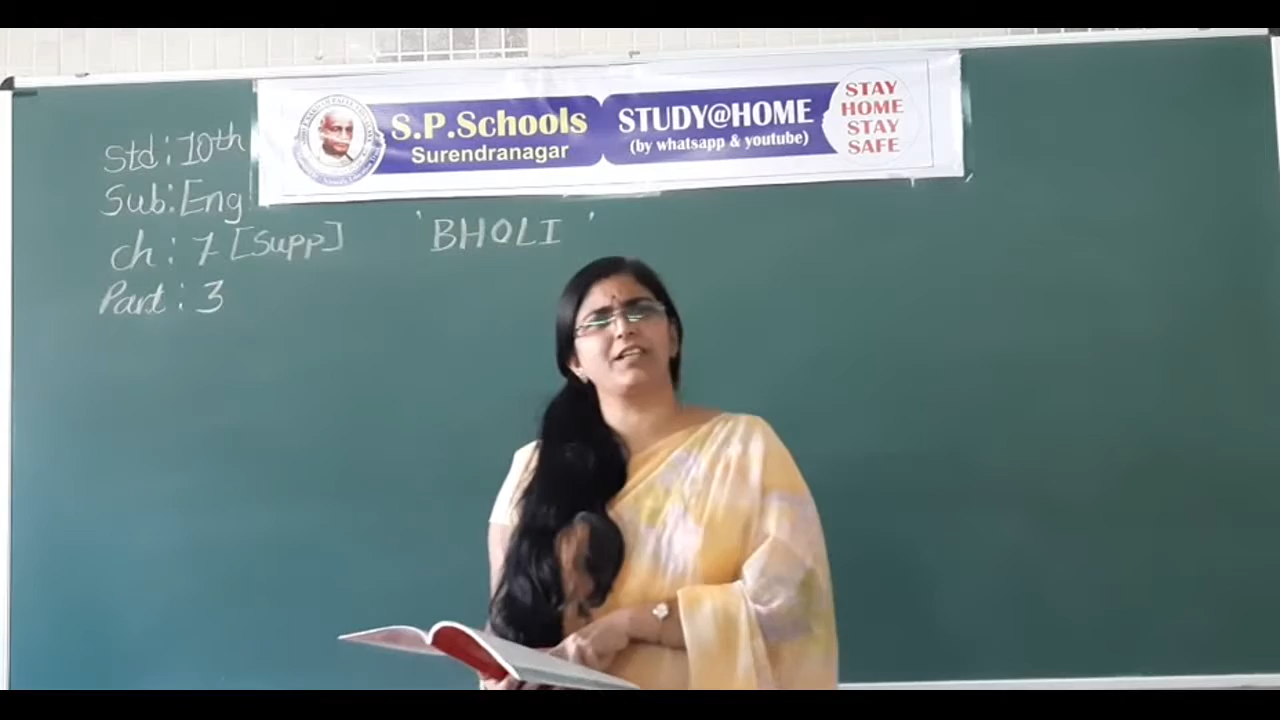 S.P.Schools
Surendranagar
STUDY@HOME
(by whatsapp & youtube)
STAY
HOME
STAY
SAFE
Std: 10th
Sub: Eng
ch: 7 [Supp]
'BHOLI'
Part: 3